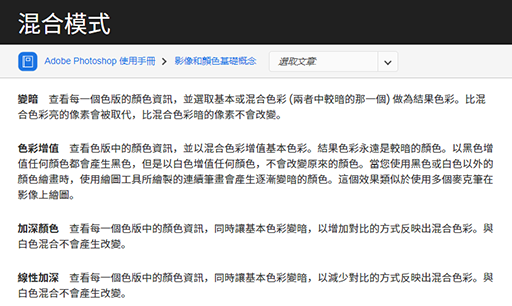 混合模式
Adobe Photoshop 使用手冊 > 影像和顏色基礎概念 選取文章:
變暗 查看每一個色版的顏色資訊，並選取基本或混合色彩 (兩者中較暗的那一個) 做為結果色彩。比混
合色彩亮的像素會被取代，比混合色彩暗的像素不會改變。
色彩增值 查看色版中的顏色資訊，並以混合色彩增值基本色彩。結果色彩永遠是較暗的顏色。以黑色增
值任何顏色都會產生黑色，但是以白色增值任何顏色，不會改變原來的顏色。當您使用黑色或白色以外的
顏色繪畫時，使用繪圖工具所繪製的連續筆畫會產生逐漸變暗的顏色。這個效果類似於使用多個麥克筆在
影像上繪圖。
加深顏色 查看每一個色版中的顏色資訊，同時讓基本色彩變暗，以增加對比的方式反映出混合色彩。與
白色混合不會產生改變。
線性加深 查看每一個色版中的顏色資訊，同時讓基本色彩變暗，以減少對比的方式反映出混合色彩。與
白色混合不會產生改變。